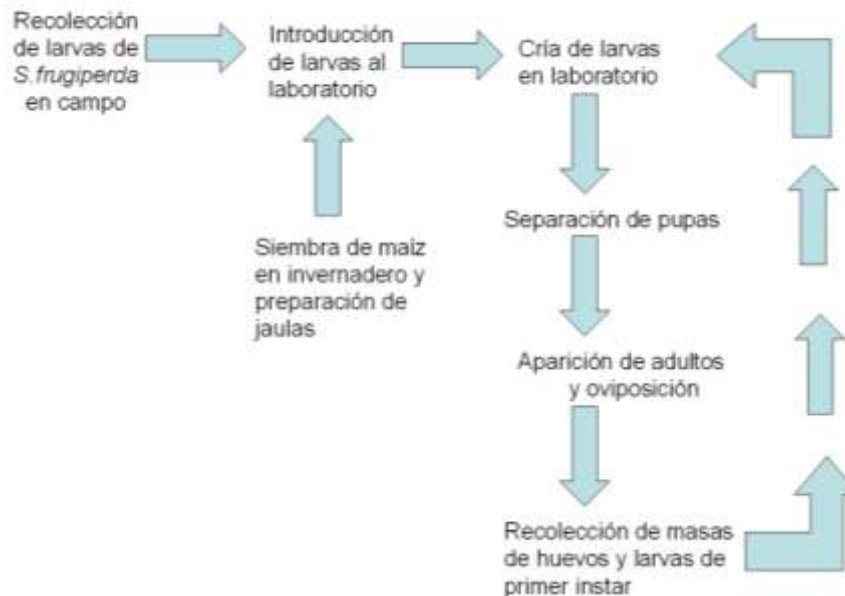 Recolección
de larvas de
S. frugiperda
en campo
Introducción
de larvas al
laboratorio
Cría de larvas
en laboratorio
Siembra de maíz
en invernadero y
preparación de
jaulas
Separación de pupas
Aparición de adultos
y oviposición
Recolección de masas
de huevos y larvas de
primer instar